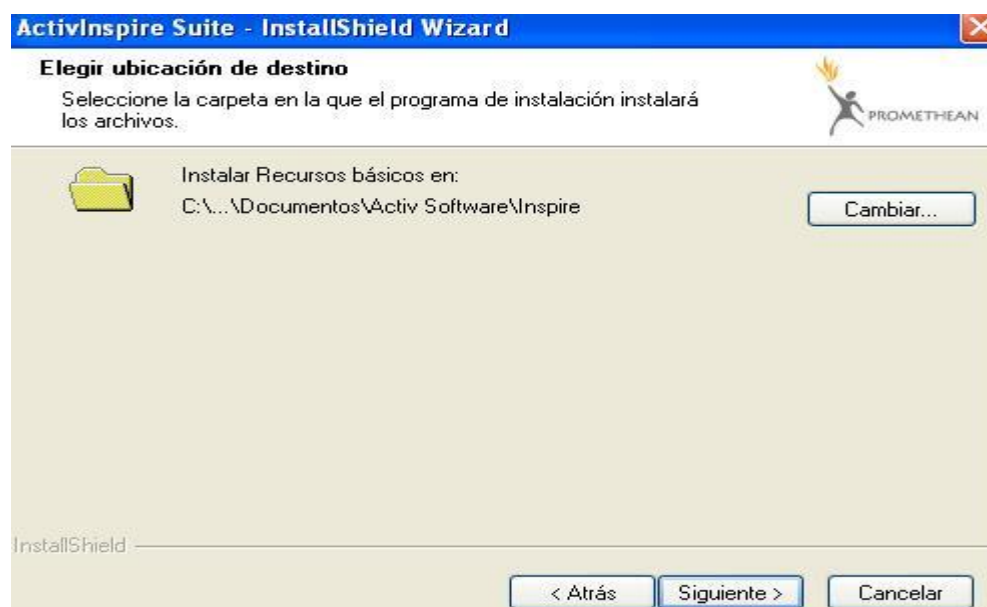 ActivInspire Suite - InstallShield Wizard
Elegir ubicación de destino
Seleccione la carpeta en la que el programa de instalación instalará
los archivos.
PROMETHEAN
Instalar Recursos básicos en:
C:\...\Documentos\Activ Software\Inspire
Cambiar...
InstallShield
< Atrás
Siguiente >
Cancelar